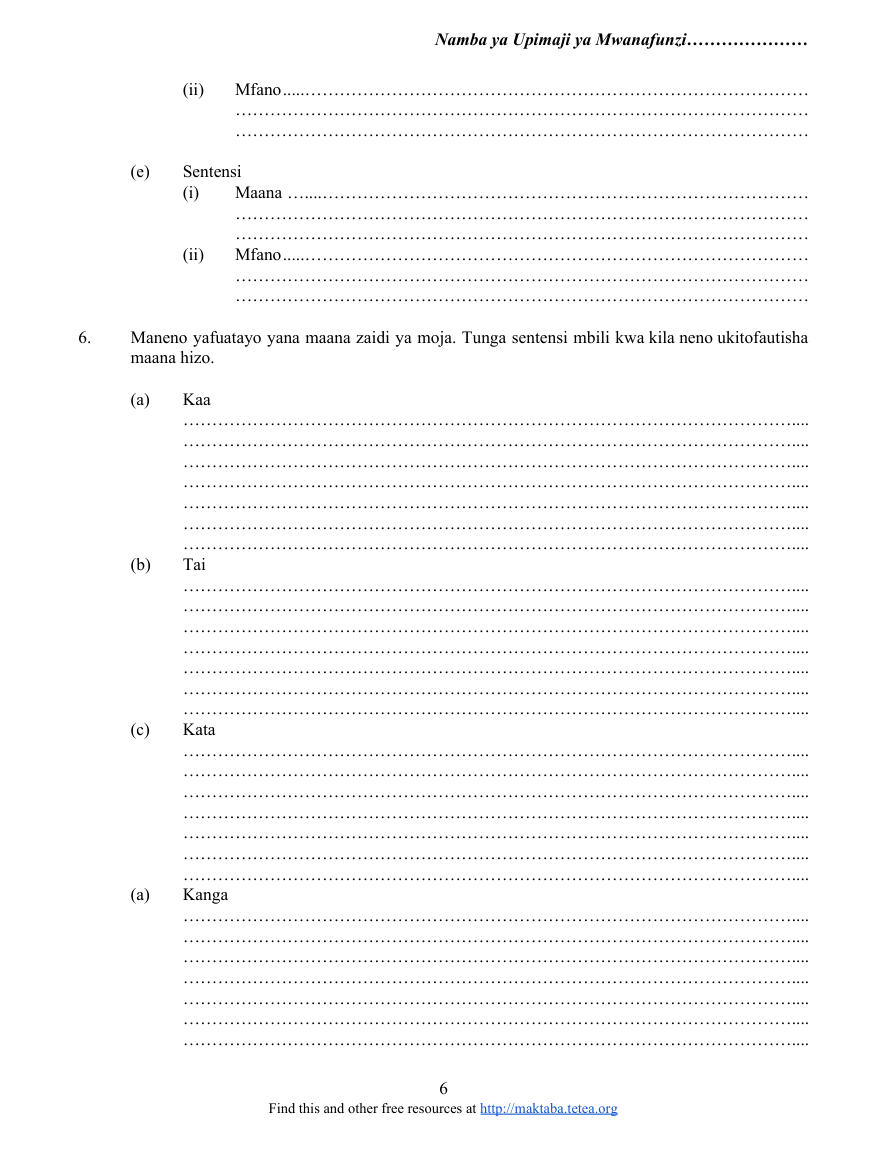 Namba ya Upimaji ya Mwanafunzi…………………
(ii) Mfano.....……………………………………………………………………………
………………………………………………………………………………………
………………………………………………………………………………………
(e) Sentensi
(i) Maana …....…………………………………………………………………………
………………………………………………………………………………………
………………………………………………………………………………………
(ii) Mfano.....……………………………………………………………………………
………………………………………………………………………………………
………………………………………………………………………………………
6. Maneno yafuatayo yana maana zaidi ya moja. Tunga sentensi mbili kwa kila neno ukitofautisha
maana hizo.
(a) Kaa
……………………………………………………………………………………………....
……………………………………………………………………………………………....
……………………………………………………………………………………………....
……………………………………………………………………………………………....
……………………………………………………………………………………………....
……………………………………………………………………………………………....
……………………………………………………………………………………………....
(b) Tai
……………………………………………………………………………………………....
……………………………………………………………………………………………....
……………………………………………………………………………………………....
……………………………………………………………………………………………....
……………………………………………………………………………………………....
……………………………………………………………………………………………....
……………………………………………………………………………………………....
(c) Kata
……………………………………………………………………………………………....
……………………………………………………………………………………………....
……………………………………………………………………………………………....
……………………………………………………………………………………………....
……………………………………………………………………………………………....
……………………………………………………………………………………………....
……………………………………………………………………………………………....
(a) Kanga
……………………………………………………………………………………………....
……………………………………………………………………………………………....
……………………………………………………………………………………………....
……………………………………………………………………………………………....
……………………………………………………………………………………………....
……………………………………………………………………………………………....
……………………………………………………………………………………………....
6
Find this and other free resources at http://maktaba.tetea.org